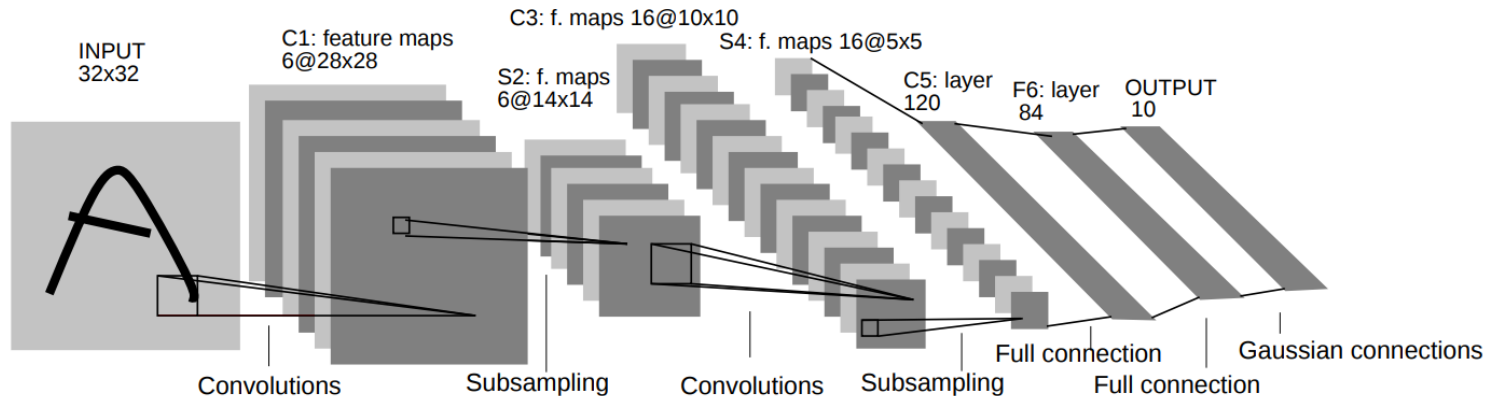 INPUT
32x32
C1: feature maps
6@28x28
S2: f. maps
6@14x14
C3: f. maps 16@10x10
S4: f. maps 16@5x5
C5: layer
120
F6: layer
84
OUTPUT
10
Convolutions
Subsampling
Convolutions
Subsampling
Full connection
Full connection
Gaussian connections